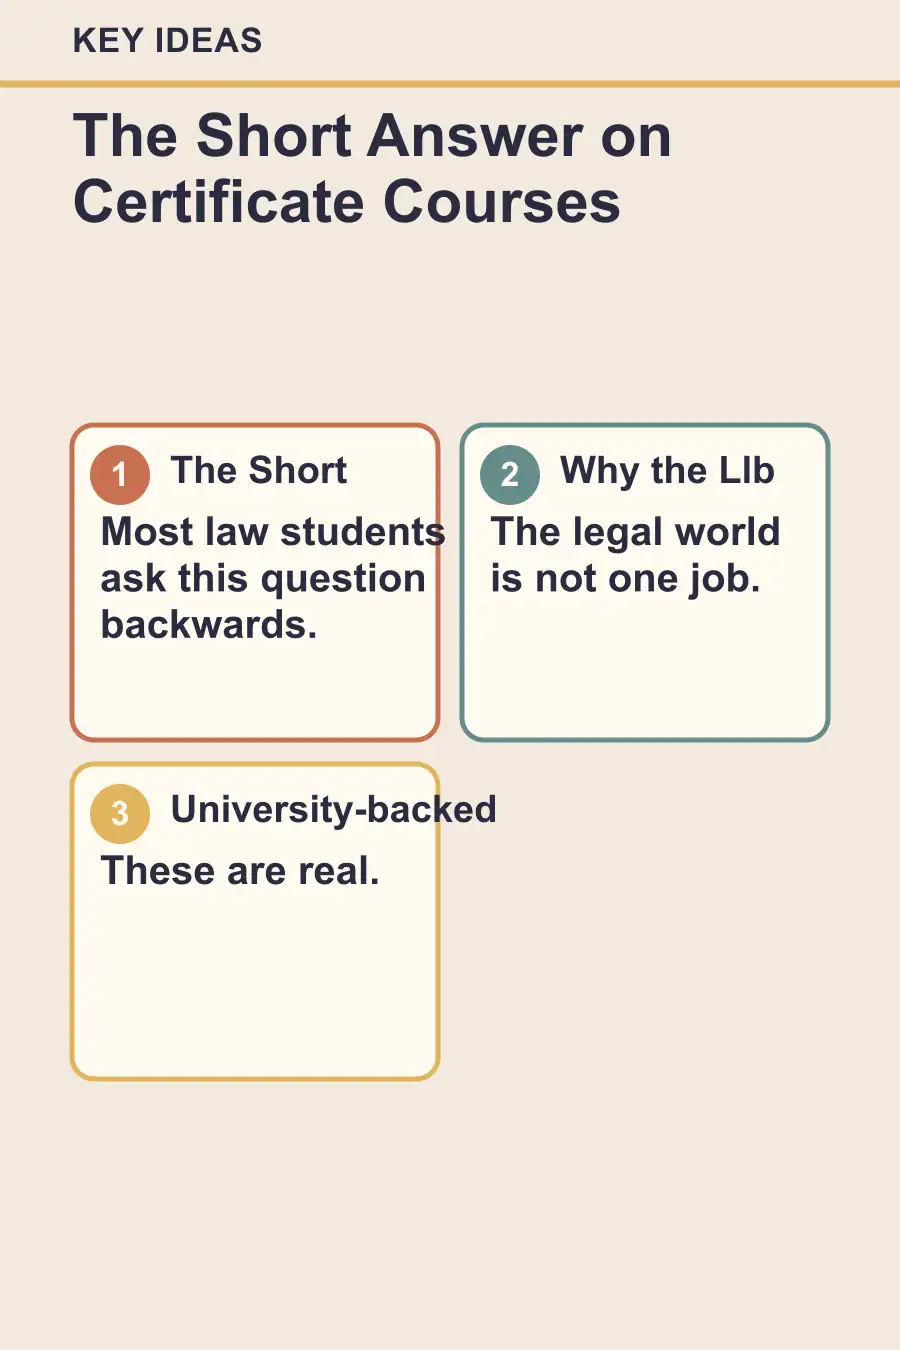 KEY IDEAS
The Short Answer on
Certificate Courses
1 The Short
Most law students
ask this question
backwards.
2 Why the Llb
The legal world
is not one job.
3 University-backed
These are real.